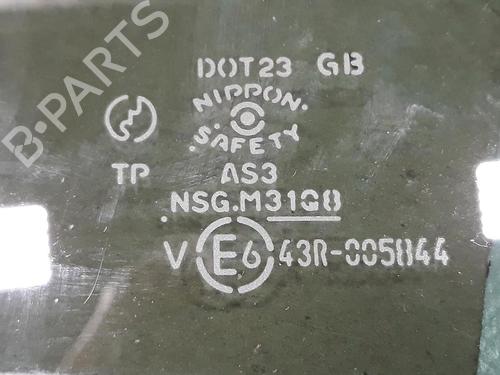 B-PARTS
DOT23 GB
NIPPON.
.SAFETY
TP AS3
.NSG.M31G8
V E6 43R-005844